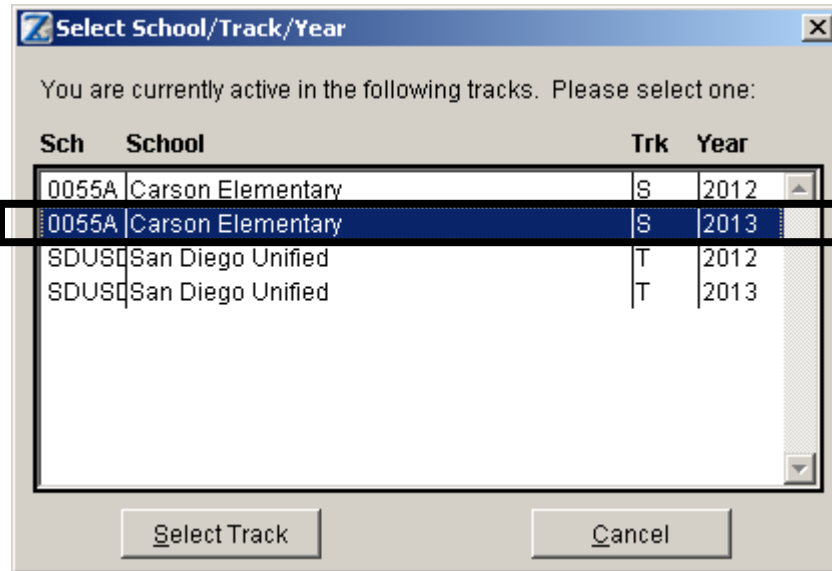 Select School/Track/Year
You are currently active in the following tracks. Please select one:
Sch School Trk Year
0055A Carson Elementary S 2012
0055A Carson Elementary S 2013
SDUSD San Diego Unified T 2012
SDUSD San Diego Unified T 2013
Select Track Cancel